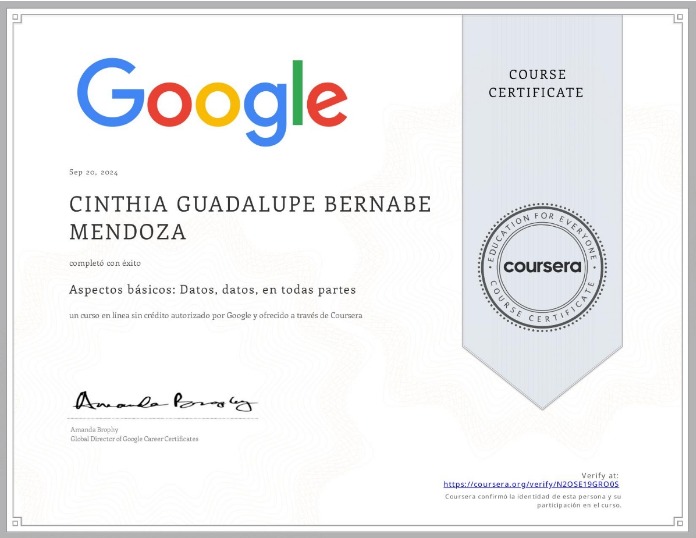 Google
COURSE
CERTIFICATE
Sep 20, 2024
CINTHIA GUADALUPE BERNABE
MENDOZA
completó con éxito
Aspectos básicos: Datos, datos, en todas partes
un curso en línea sin crédito autorizado por Google y ofrecido a través de Coursera
EDUCATION FOR EVERYONE
coursera
COURSE CERTIFICATE
Amanda Brophy
Amanda Brophy
Global Director of Google Career Certificates
Verify at:
https://coursera.org/verify/N2OSE19GRO0S
Coursera confirmó la identidad de esta persona y su
participación en el curso.